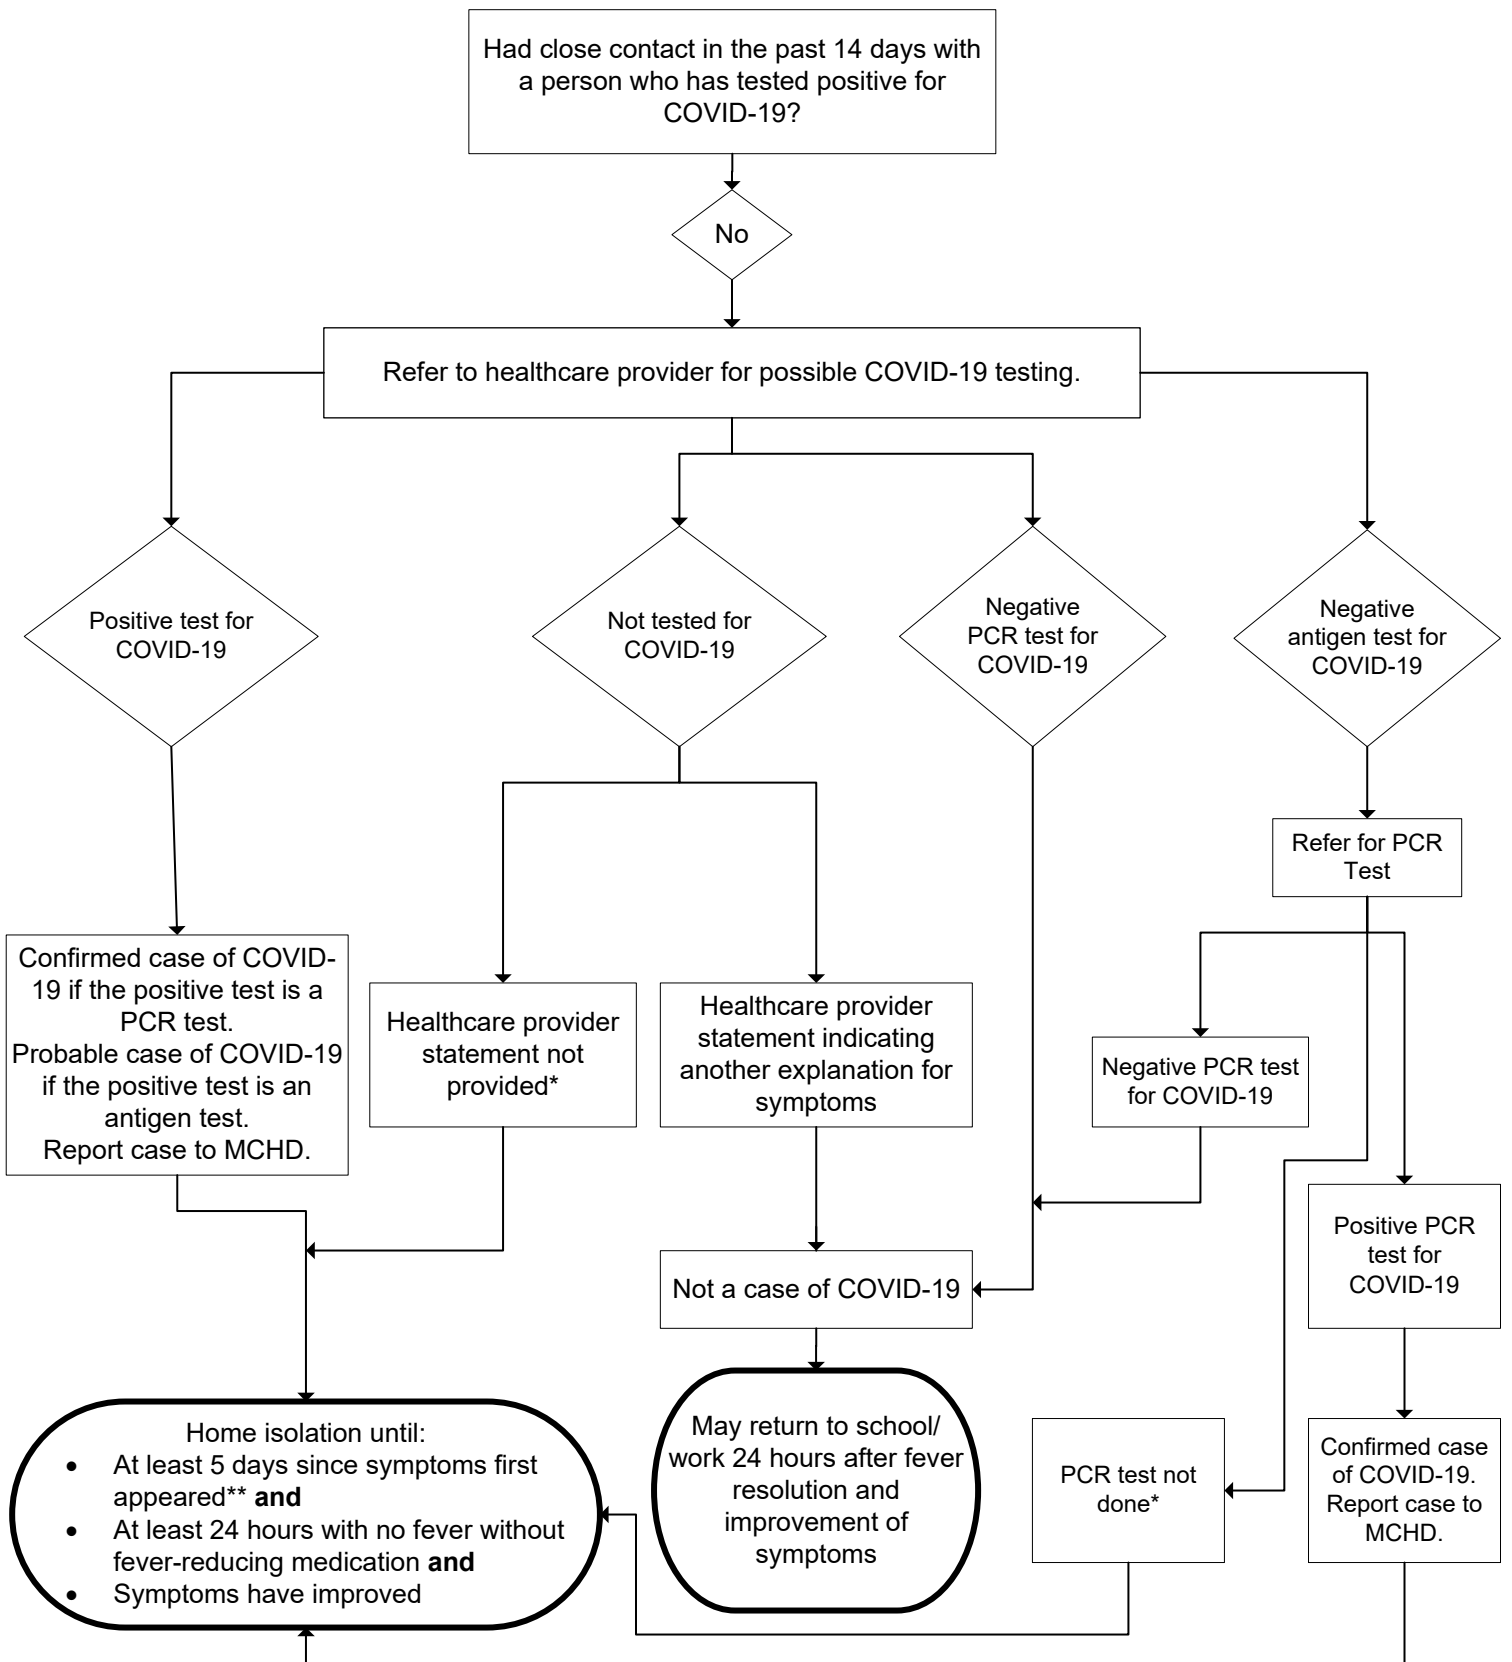 Had close contact in the past 14 days with
a person who has tested positive for
COVID-19?
No
Refer to healthcare provider for possible COVID-19 testing.
Positive test for
COVID-19
Not tested for
COVID-19
Negative
PCR test for
COVID-19
Negative
antigen test for
COVID-19
Refer for PCR
Test
Confirmed case of COVID-
19 if the positive test is a
PCR test.
Probable case of COVID-19
if the positive test is an
antigen test.
Report case to MCHD.
Healthcare provider
statement not
provided*
Healthcare provider
statement indicating
another explanation for
symptoms
Negative PCR test
for COVID-19
Positive PCR
test for
COVID-19
Not a case of COVID-19
Home isolation until:
• At least 5 days since symptoms first
appeared** and
• At least 24 hours with no fever without
fever-reducing medication and
• Symptoms have improved
May return to school/
work 24 hours after fever
resolution and
improvement of
symptoms
PCR test not
done*
Confirmed case
of COVID-19.
Report case to
MCHD.